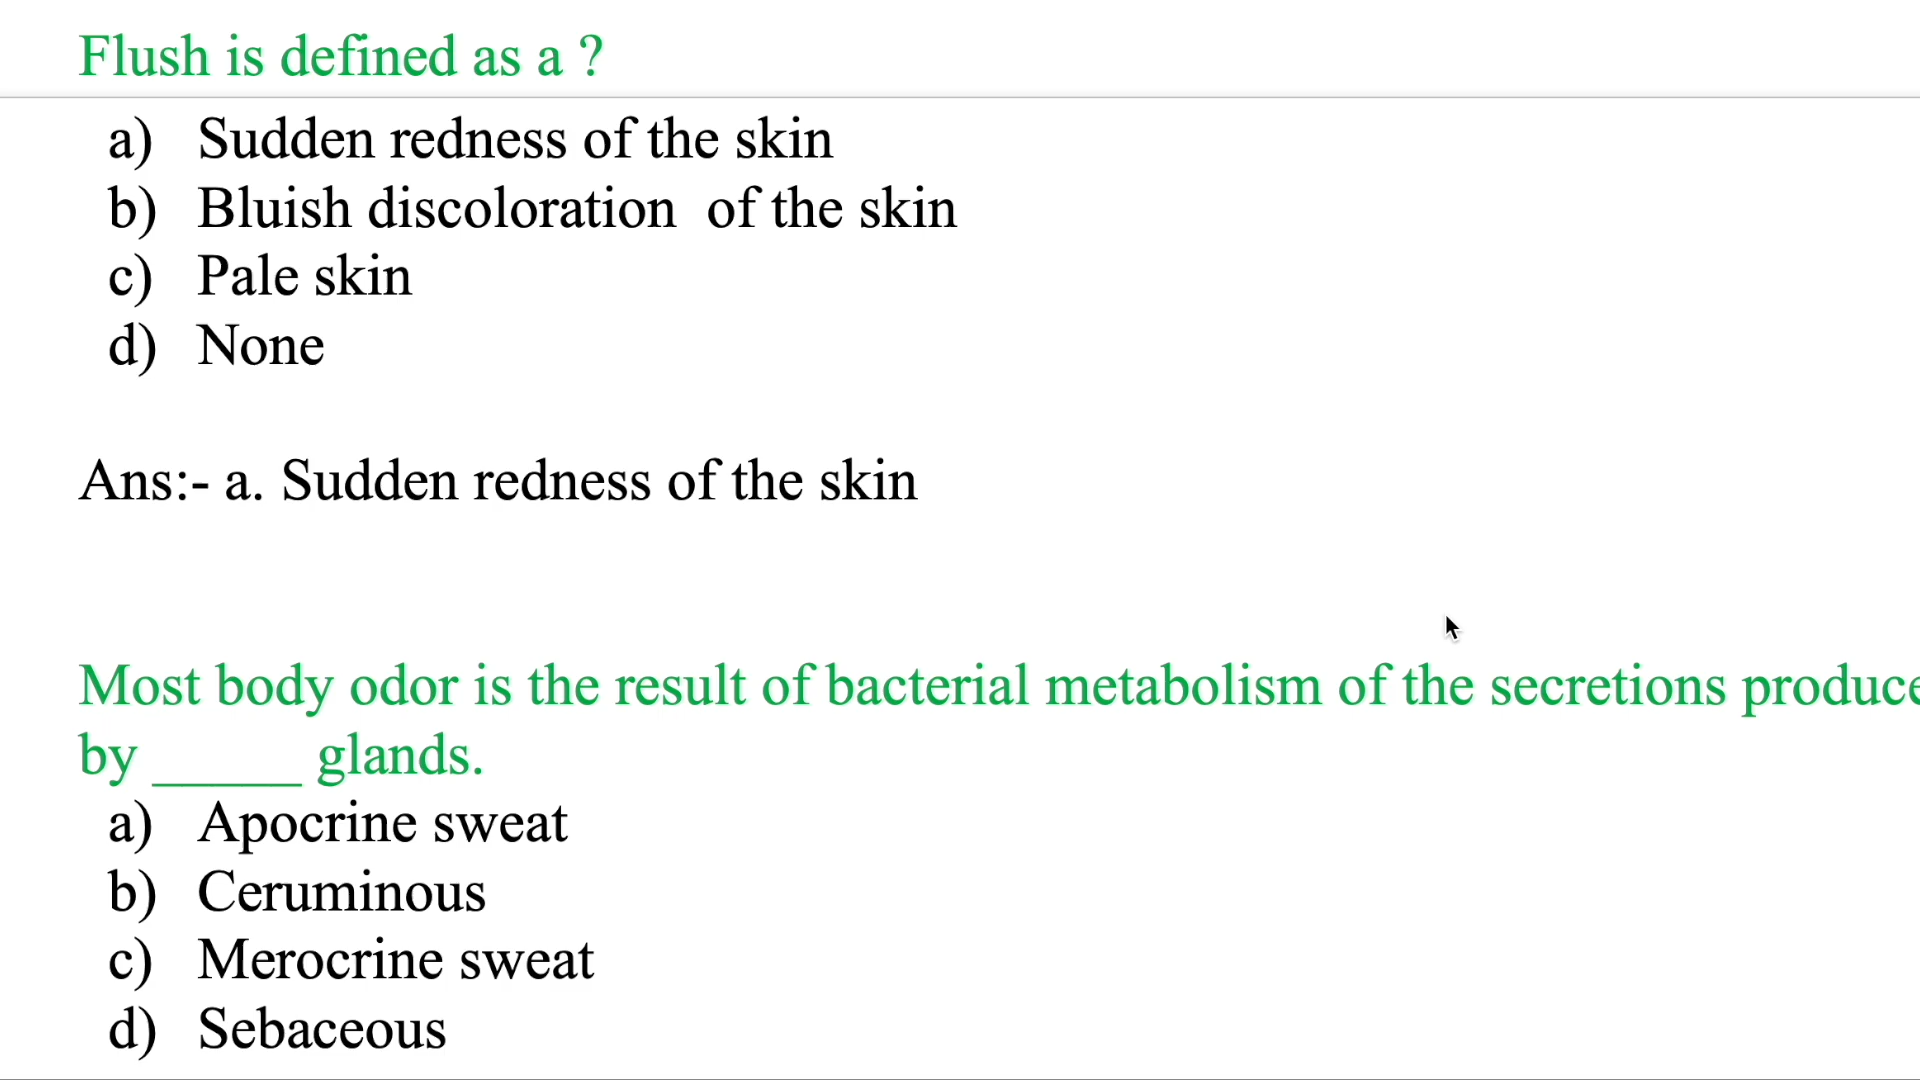 Flush is defined as a ?
a) Sudden redness of the skin
b) Bluish discoloration of the skin
c) Pale skin
d) None
Ans:- a. Sudden redness of the skin
Most body odor is the result of bacterial metabolism of the secretions produce
by _____ glands.
a) Apocrine sweat
b) Ceruminous
c) Merocrine sweat
d) Sebaceous